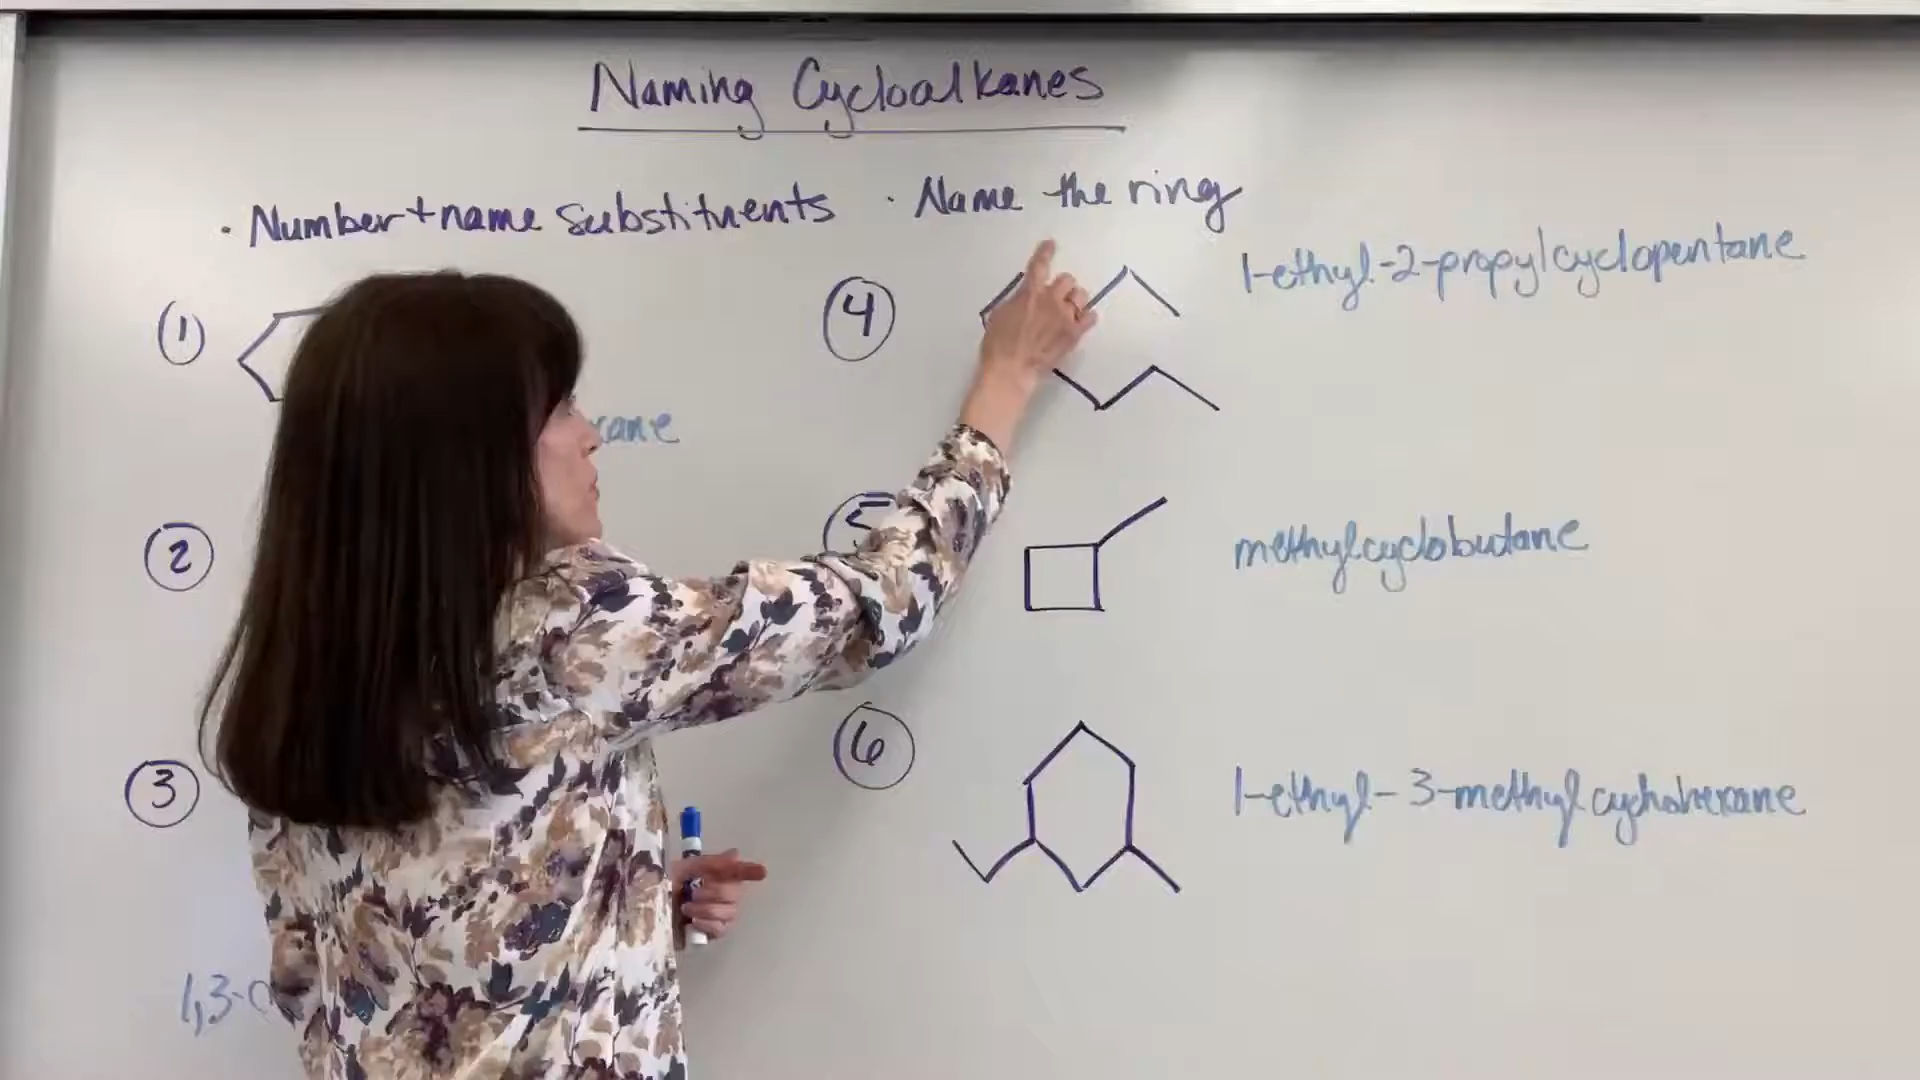 Naming Cycloalkanes
· Number + name substituents · Name the ring
1
2
3
1,3-
4
1-ethyl-2-propylcyclopentane
5
methylcyclobutane
6
1-ethyl-3-methylcyclohexane